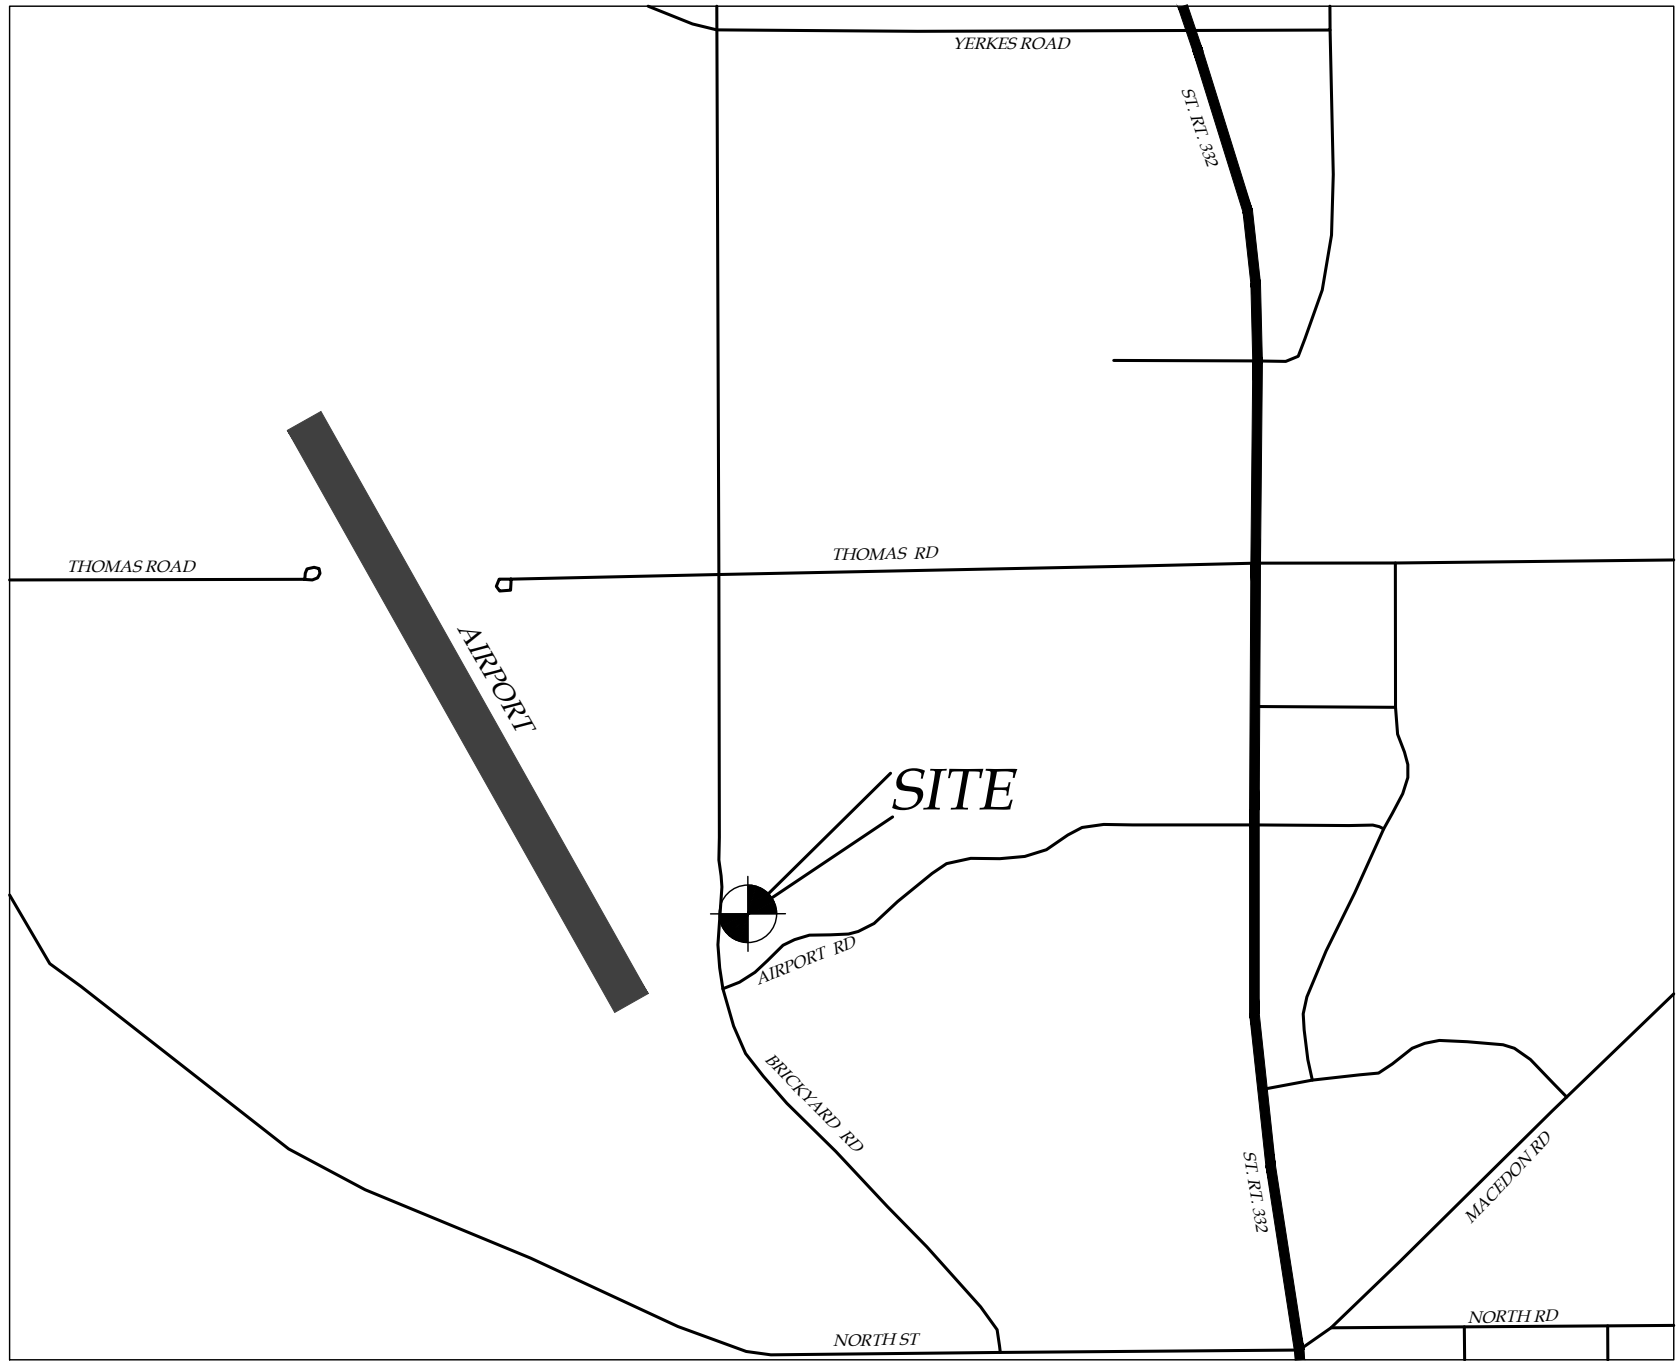 YERKES ROAD
ST. RT. 332
THOMAS RD
THOMAS ROAD
AIRPORT
SITE
AIRPORT RD
BRICKYARD RD
ST. RT. 332
MACEDON RD
NORTH RD
NORTH ST